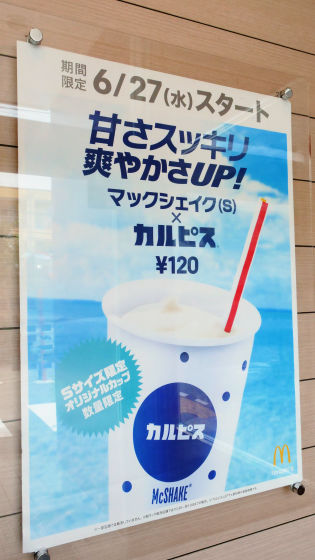 期間
限定
6/27(水)スタート
甘さスッキリ
爽やかさUP!
マックシェイク(S)
×
カルピス
¥120
Sサイズ限定
オリジナルカップ
数量限定
カルピス
McSHAKE®